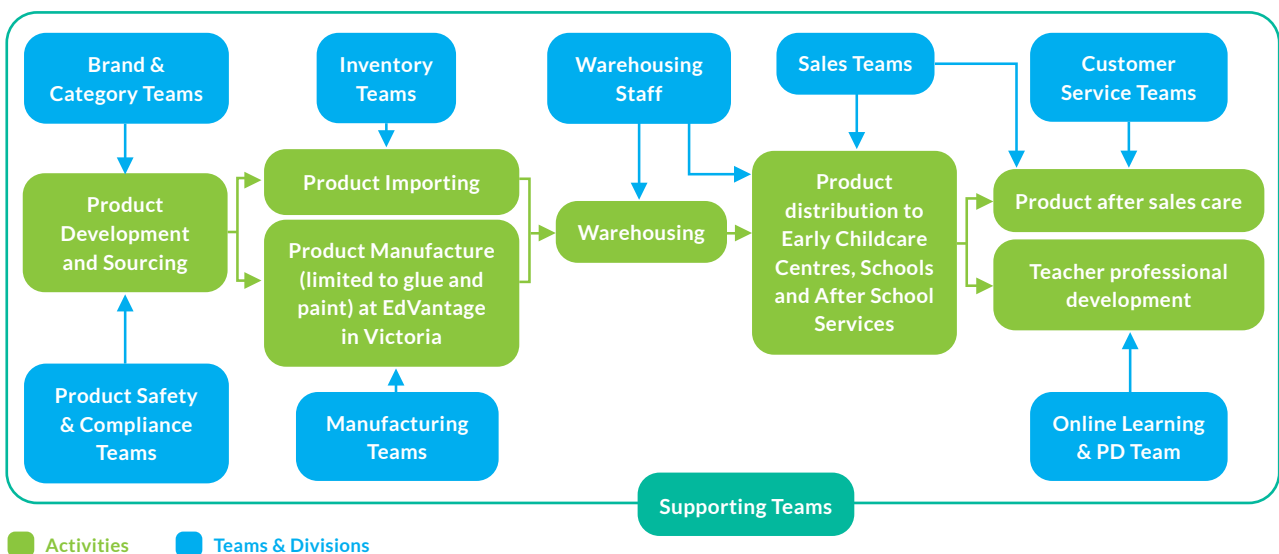 Brand &
Category Teams
Inventory
Teams
Warehousing
Staff
Sales Teams
Customer
Service Teams
Product
Development
and Sourcing
Product Importing
Product Manufacture
(limited to glue and
paint) at EdVantage
in Victoria
Warehousing
Product
distribution to
Early Childcare
Centres, Schools
and After School
Services
Product after sales care
Teacher professional
development
Product Safety
& Compliance
Teams
Manufacturing
Teams
Online Learning
& PD Team
Supporting Teams
Activities
Teams & Divisions